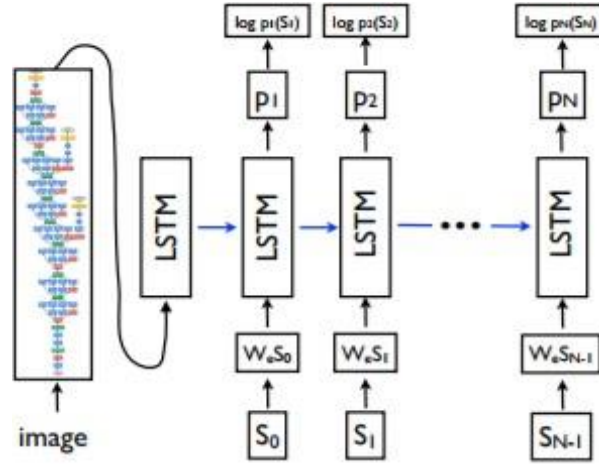 log p₁(S₁) log p₂(S₂) log pN(SN)
p₁ p₂ pN
LSTM LSTM LSTM ••• LSTM
WₑS₀ WₑS₁ WₑSN-1
image S₀ S₁ SN-1